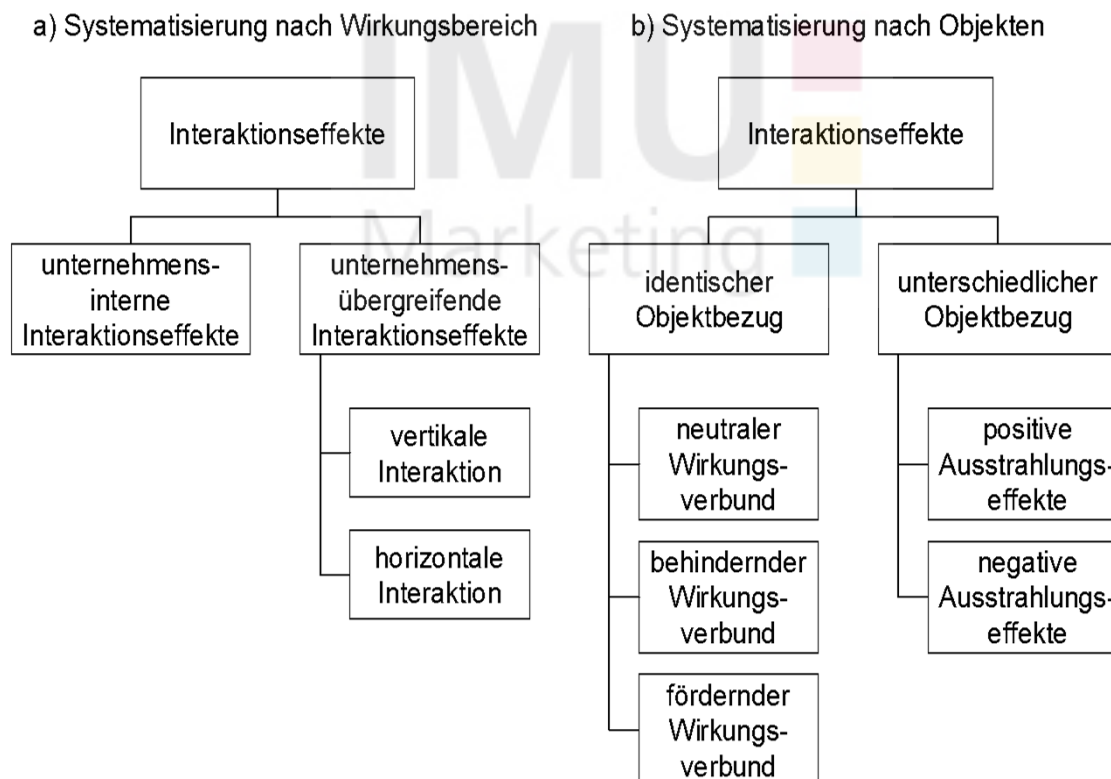 a) Systematisierung nach Wirkungsbereich
Interaktionseffekte
unternehmens-
interne
Interaktionseffekte
unternehmens-
übergreifende
Interaktionseffekte
vertikale
Interaktion
horizontale
Interaktion
b) Systematisierung nach Objekten
Interaktionseffekte
identischer
Objektbezug
unterschiedlicher
Objektbezug
neutraler
Wirkungs-
verbund
behindernder
Wirkungs-
verbund
fördernder
Wirkungs-
verbund
positive
Ausstrahlungs-
effekte
negative
Ausstrahlungs-
effekte
IMU
Marketing